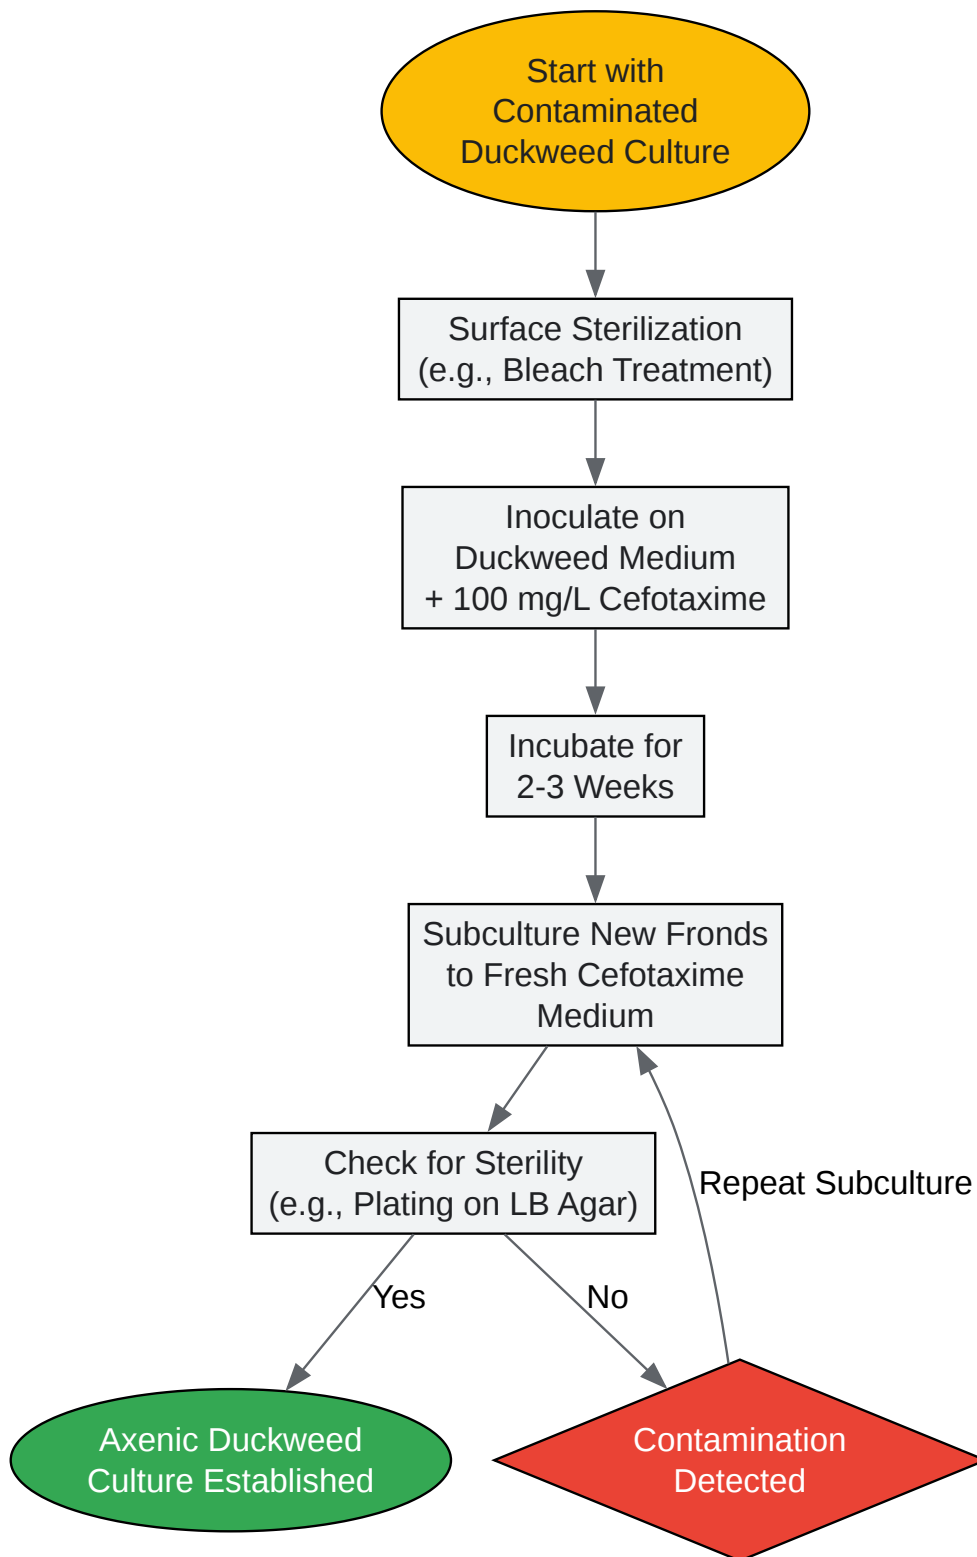 Start with
Contaminated
Duckweed Culture
Surface Sterilization
(e.g., Bleach Treatment)
Inoculate on
Duckweed Medium
+ 100 mg/L Cefotaxime
Incubate for
2-3 Weeks
Subculture New Fronds
to Fresh Cefotaxime
Medium
Check for Sterility
(e.g., Plating on LB Agar)
Repeat Subculture
Yes
No
Axenic Duckweed
Culture Established
Contamination
Detected